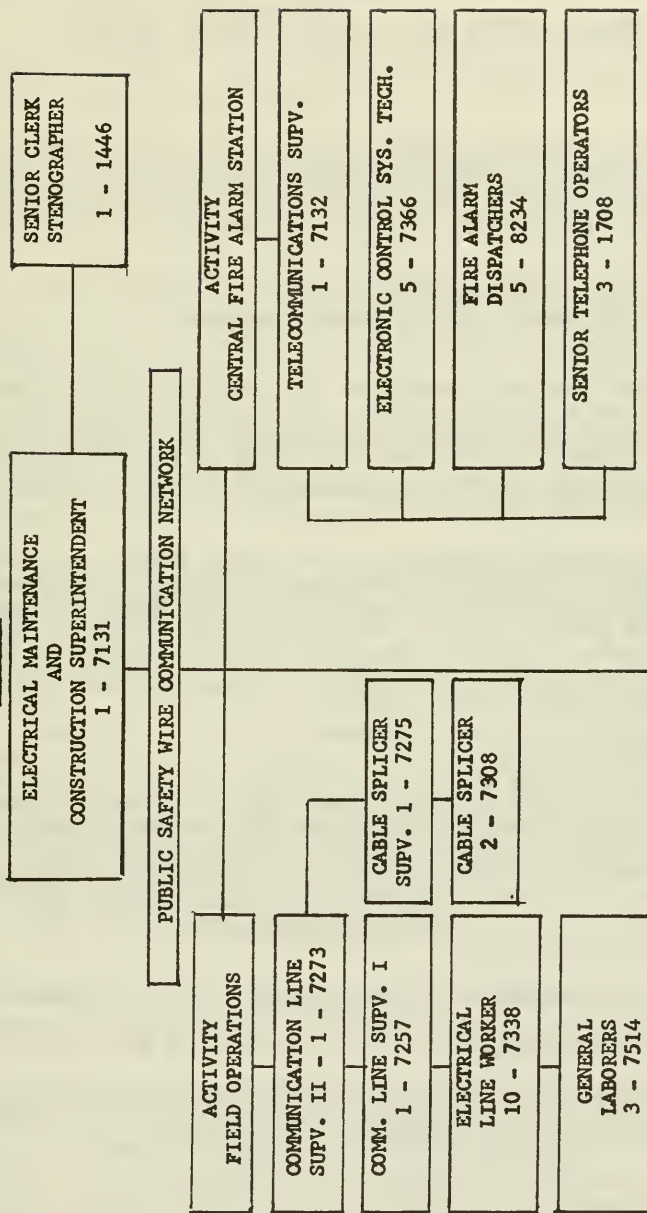 ELECTRICAL MAINTENANCE
AND
CONSTRUCTION SUPERINTENDENT
1 - 7131
SENIOR CLERK
STENOGRAPHER
1 - 1446
PUBLIC SAFETY WIRE COMMUNICATION NETWORK
ACTIVITY
FIELD OPERATIONS
COMMUNICATION LINE
SUPV. II - 1 - 7273
COMM. LINE SUPV. I
1 - 7257
ELECTRICAL
LINE WORKER
10 - 7338
GENERAL
LABORERS
3 - 7514
CABLE SPLICER
SUPV. 1 - 7275
CABLE SPLICER
2 - 7308
ACTIVITY
CENTRAL FIRE ALARM STATION
TELECOMMUNICATIONS SUPV.
1 - 7132
ELECTRONIC CONTROL SYS. TECH.
5 - 7366
FIRE ALARM
DISPATCHERS
5 - 8234
SENIOR TELEPHONE OPERATORS
3 - 1708